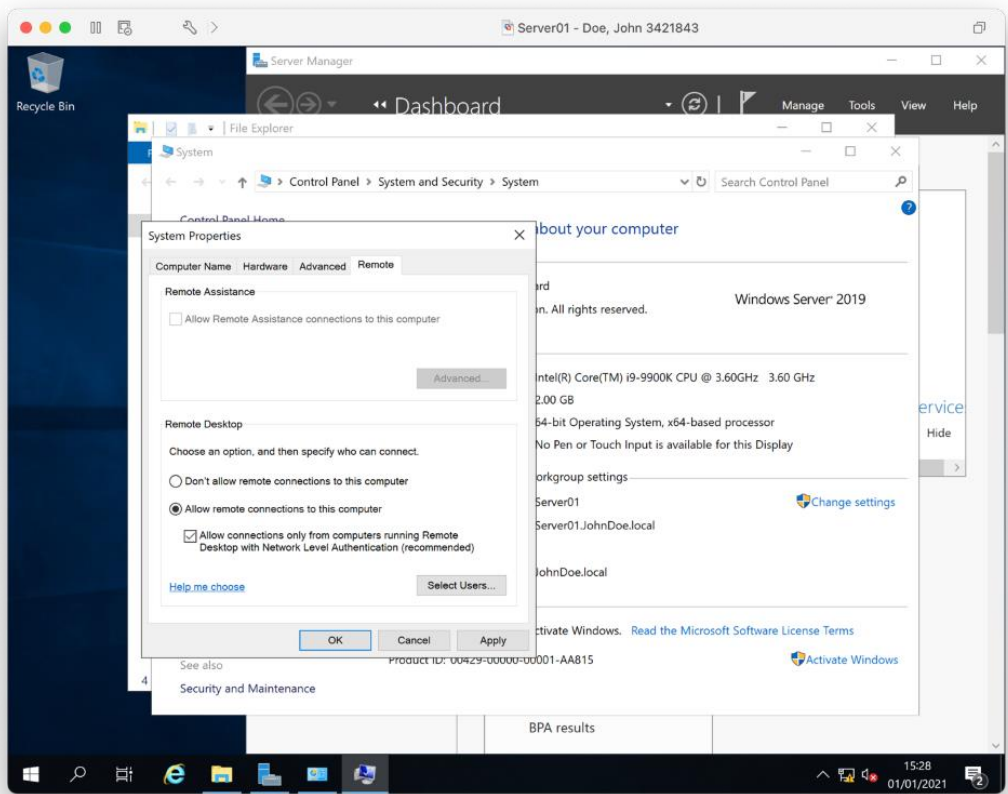 Server01 - Doe, John 3421843
Recycle Bin
Server Manager
Dashboard
Manage Tools View Help
File Explorer
System
Control Panel > System and Security > System
Search Control Panel
Control Panel Home
about your computer
Windows Server® 2019
on. All rights reserved.
Intel(R) Core(TM) i9-9900K CPU @ 3.60GHz 3.60 GHz
2.00 GB
64-bit Operating System, x64-based processor
No Pen or Touch Input is available for this Display
orkgroup settings
Server01
Change settings
Server01.JohnDoe.local
JohnDoe.local
ctivate Windows. Read the Microsoft Software License Terms
Product ID: 00429-00000-00001-AA815
Activate Windows
See also
Security and Maintenance
System Properties
Computer Name Hardware Advanced Remote
Remote Assistance
Allow Remote Assistance connections to this computer
Advanced...
Remote Desktop
Choose an option, and then specify who can connect.
Don't allow remote connections to this computer
Allow remote connections to this computer
Allow connections only from computers running Remote
Desktop with Network Level Authentication (recommended)
Help me choose
Select Users...
OK Cancel Apply
ervice
Hide
4
BPA results
15:28
01/01/2021
2